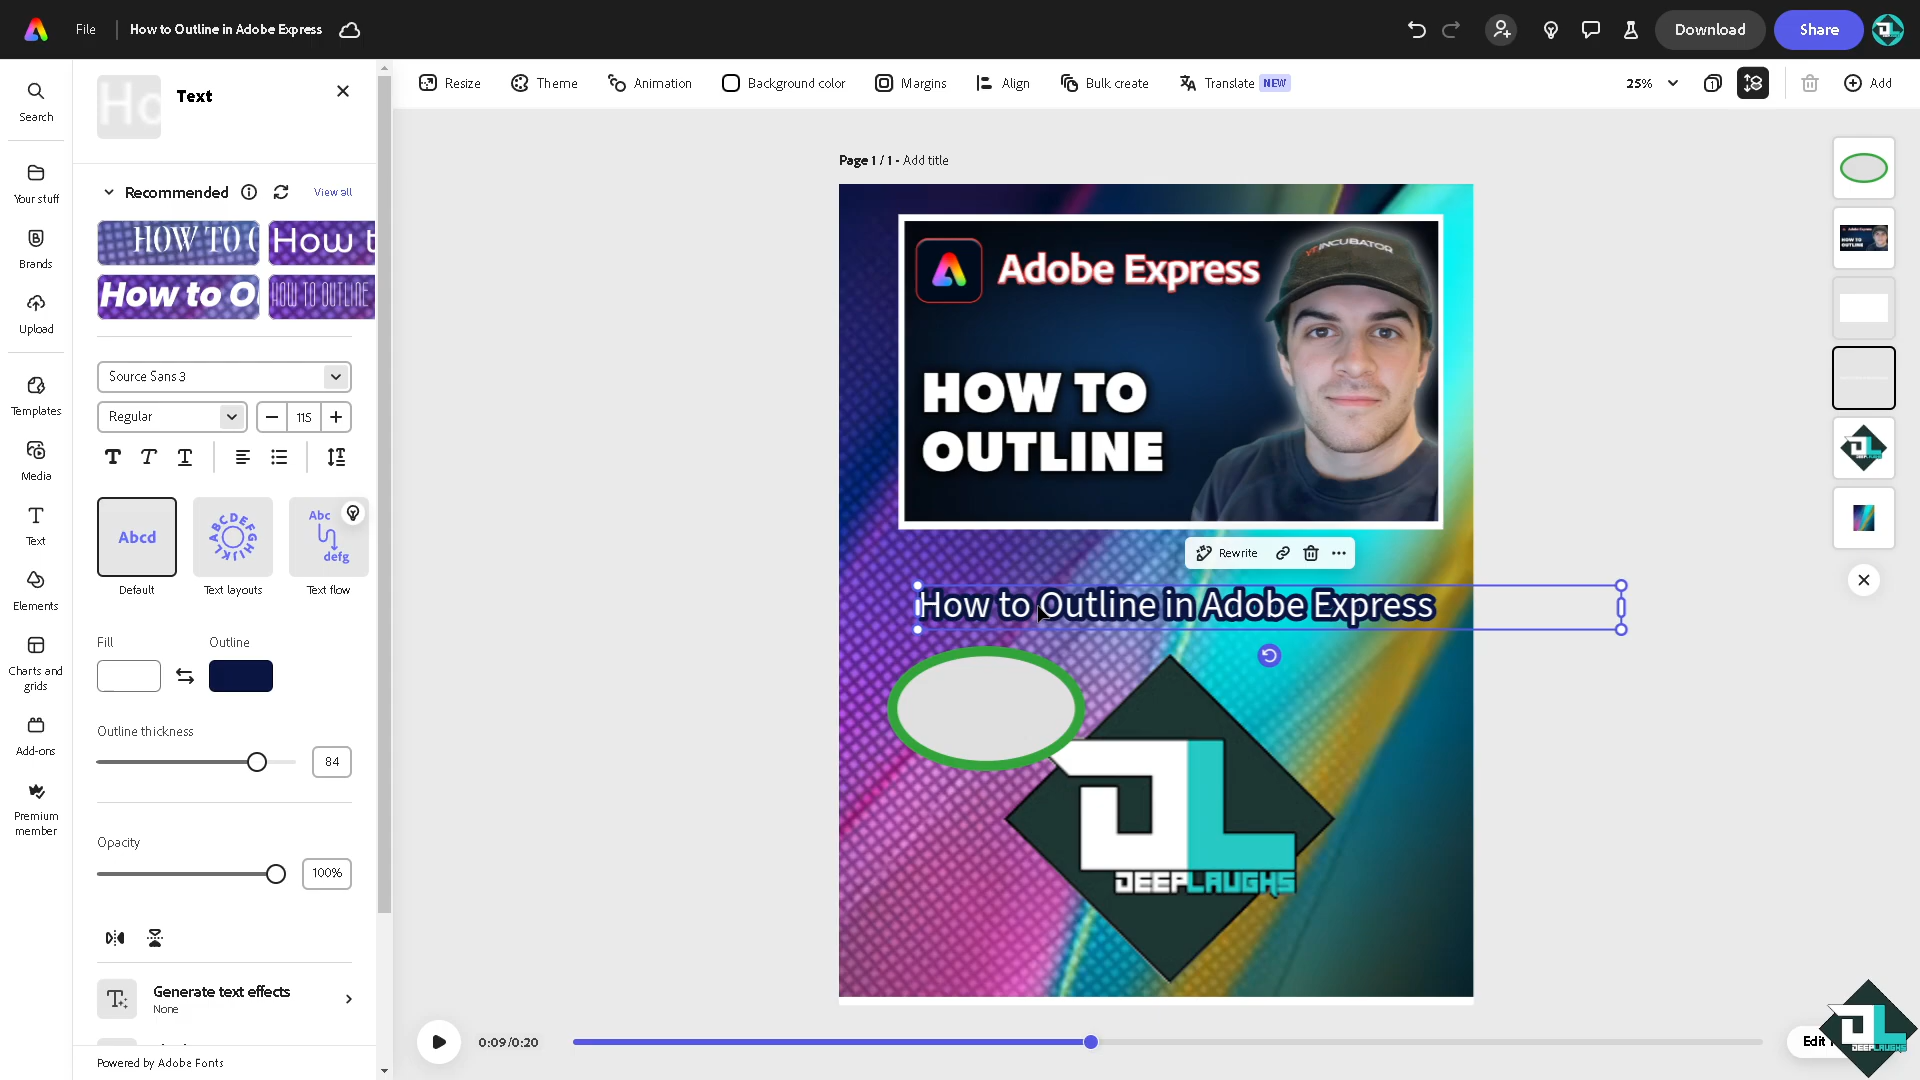 File
How to Outline in Adobe Express
Download
Share
Resize
Theme
Animation
Background color
Margins
Align
Bulk create
Translate NEW
25%
1
Add
Search
Your stuff
Brands
Upload
Templates
Media
Text
Elements
Charts and
grids
Add-ons
Premium
member
Ho
Text
Recommended
View all
HOW TO
How t
How to O
HOW TO OUTLINE
Source Sans 3
Regular
115
Abcd
ABCDEFGHIJKL
Abc
defg
Default
Text layouts
Text flow
Fill
Outline
Outline thickness
84
Opacity
100%
Generate text effects
None
Powered by Adobe Fonts
Page 1 / 1 - Add title
Adobe Express
YTINCUBATOR
HOW TO
OUTLINE
Rewrite
How to Outline in Adobe Express
DEEPLAUGHS
0:09/0:20
Edit
DEEPLAUGHS